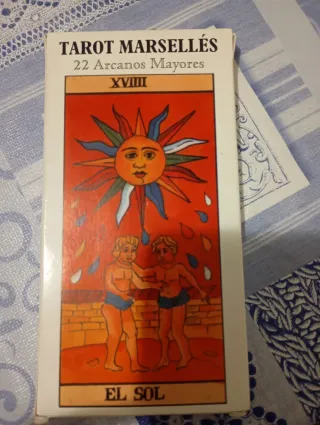 TAROT MARSELLÉS
22 Arcanos Mayores
XVIIII
EL SOL